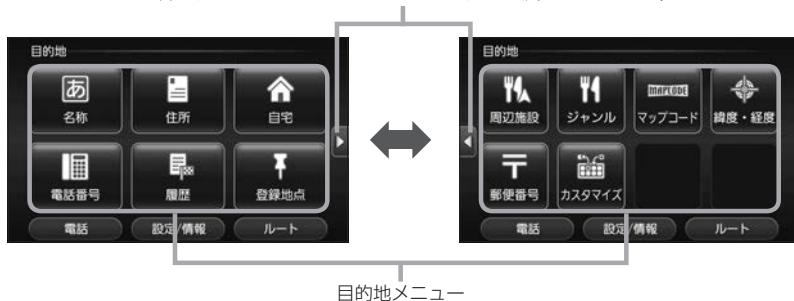 目的地
あ
名称
住所
自宅
電話番号
履歴
登録地点
電話
設定/情報
ルート
目的地
周辺施設
ジャンル
MAPCODE
マップコード
緯度・経度
〒
郵便番号
カスタマイズ
電話
設定/情報
ルート
目的地メニュー